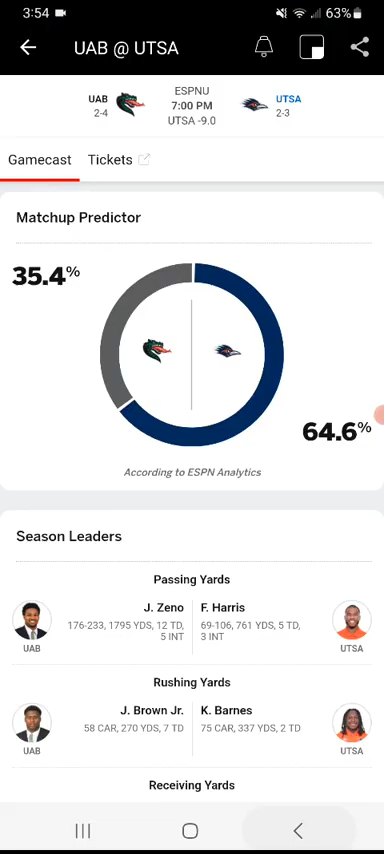 3:54
63%
UAB @ UTSA
UAB
2-4
ESPNU
7:00 PM
UTSA -9.0
UTSA
2-3
Gamecast
Tickets
Matchup Predictor
35.4%
64.6%
According to ESPN Analytics
Season Leaders
Passing Yards
J. Zeno
176-233, 1795 YDS, 12 TD,
5 INT
F. Harris
69-106, 761 YDS, 5 TD,
3 INT
UAB
UTSA
Rushing Yards
J. Brown Jr.
58 CAR, 270 YDS, 7 TD
K. Barnes
75 CAR, 337 YDS, 2 TD
UAB
UTSA
Receiving Yards